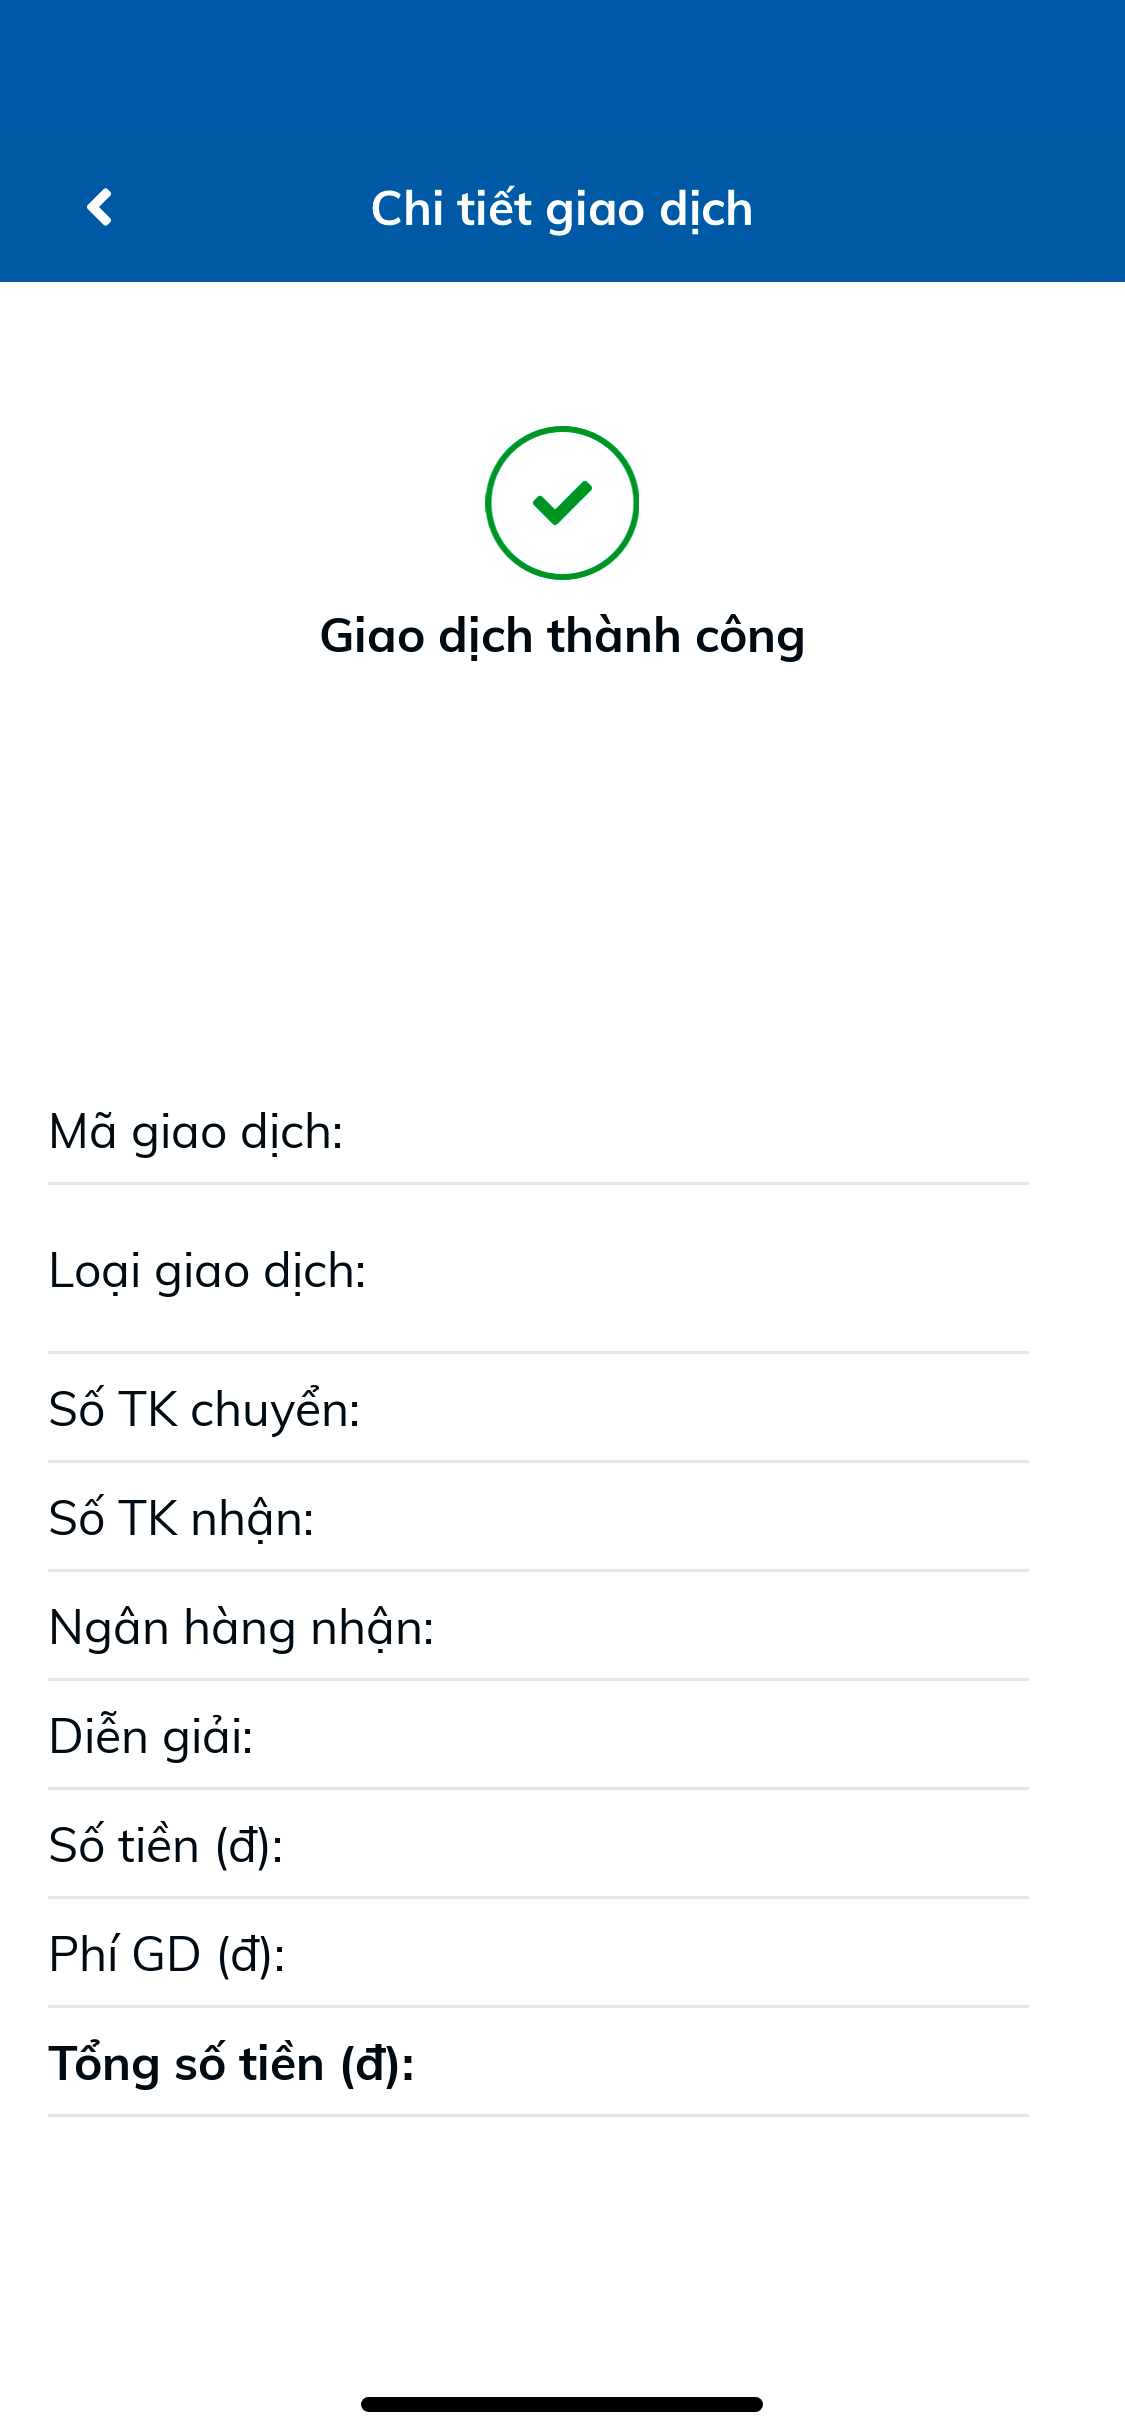 Chi tiết giao dịch
Giao dịch thành công
Mã giao dịch:
Loại giao dịch:
Số TK chuyển:
Số TK nhận:
Ngân hàng nhận:
Diễn giải:
Số tiền (đ):
Phí GD (đ):
Tổng số tiền (đ):